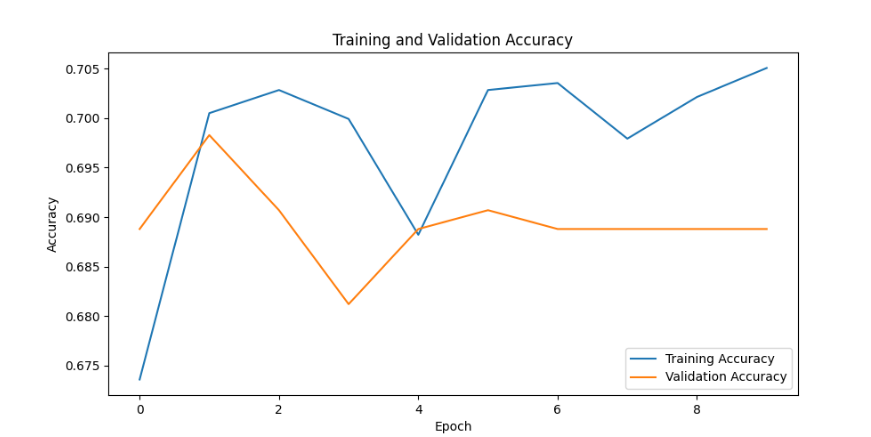 Training and Validation Accuracy
0.705
0.700
0.695
0.690
0.685
0.680
0.675
Accuracy
0 2 4 6 8
Epoch
Training Accuracy
Validation Accuracy